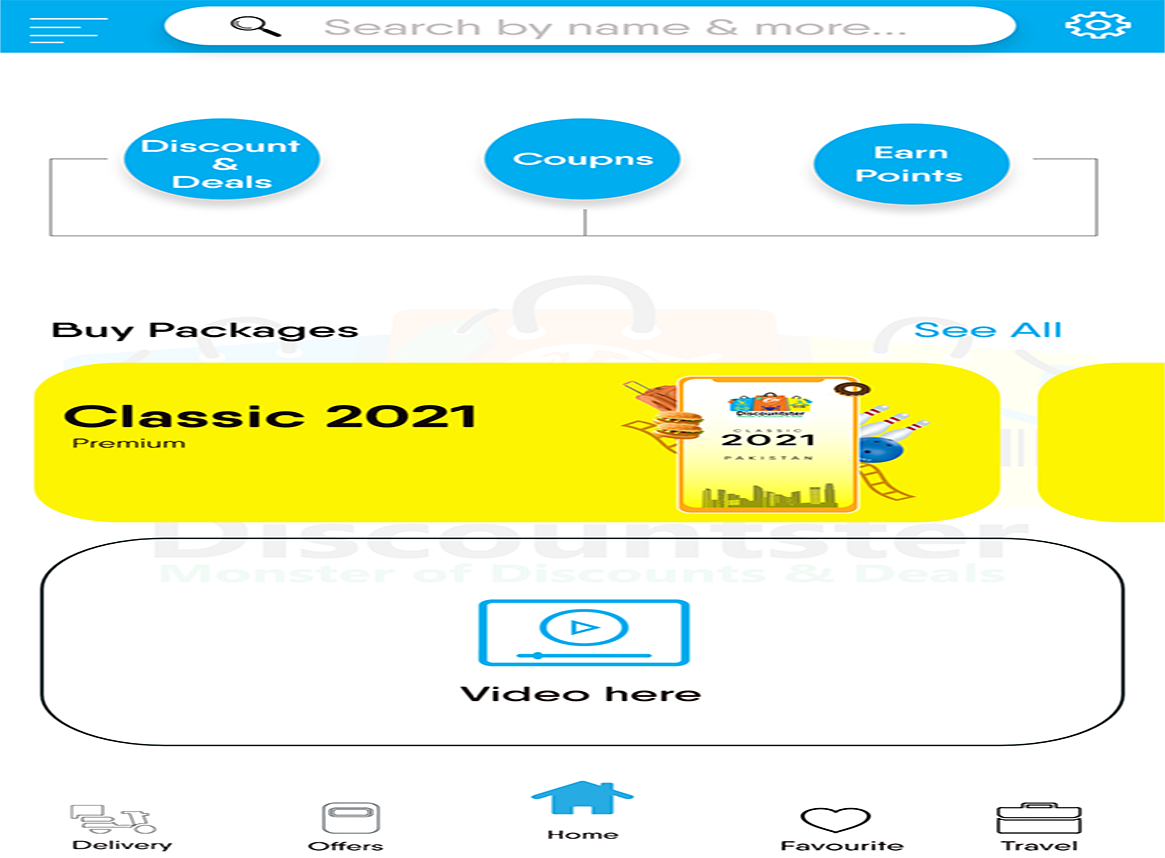 Search by name & more...
Discount
&
Deals
Coupns
Earn
Points
Buy Packages
See All
Classic 2021
Premium
Discountster
CLASSIC
2021
PAKISTAN
Discountster
Monster of Discounts & Deals
Video here
Delivery
Offers
Home
Favourite
Travel